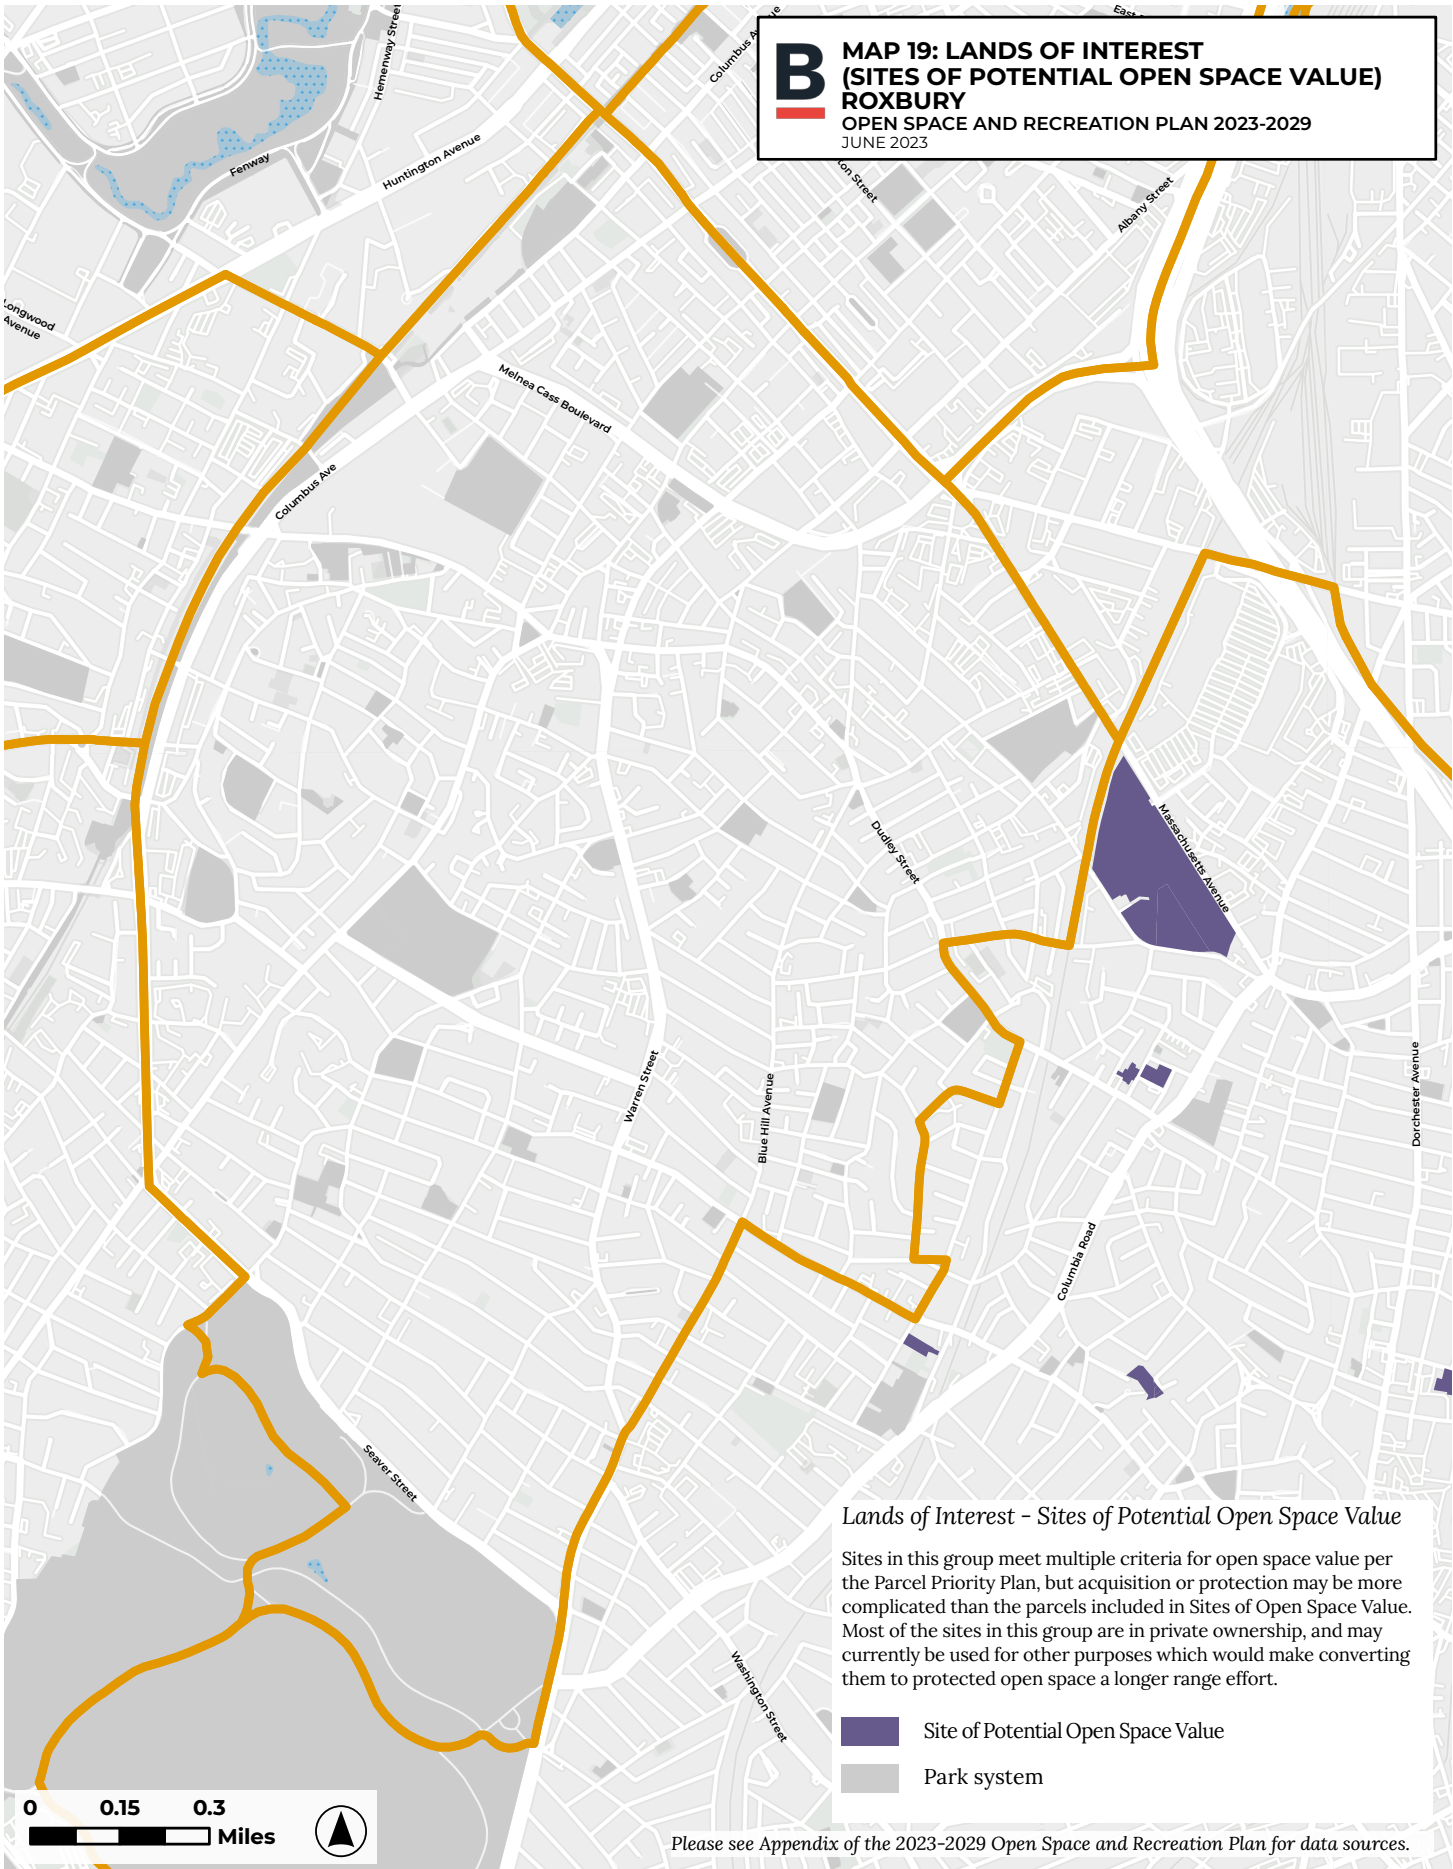 B
MAP 19: LANDS OF INTEREST
(SITES OF POTENTIAL OPEN SPACE VALUE)
ROXBURY
OPEN SPACE AND RECREATION PLAN 2023-2029
JUNE 2023
Hemenway Street
Columbus
East
Fenway
Huntington Avenue
ton Street
Albany Street
Longwood
Avenue
Melnea Cass Boulevard
Columbus Ave
Dudley Street
Massachusetts Avenue
Warren Street
Blue Hill Avenue
Dorchester Avenue
Columbia Road
Seaver Street
Washington Street
Lands of Interest - Sites of Potential Open Space Value
Sites in this group meet multiple criteria for open space value per
the Parcel Priority Plan, but acquisition or protection may be more
complicated than the parcels included in Sites of Open Space Value.
Most of the sites in this group are in private ownership, and may
currently be used for other purposes which would make converting
them to protected open space a longer range effort.
Site of Potential Open Space Value
Park system
0 0.15 0.3
Miles
Please see Appendix of the 2023-2029 Open Space and Recreation Plan for data sources.